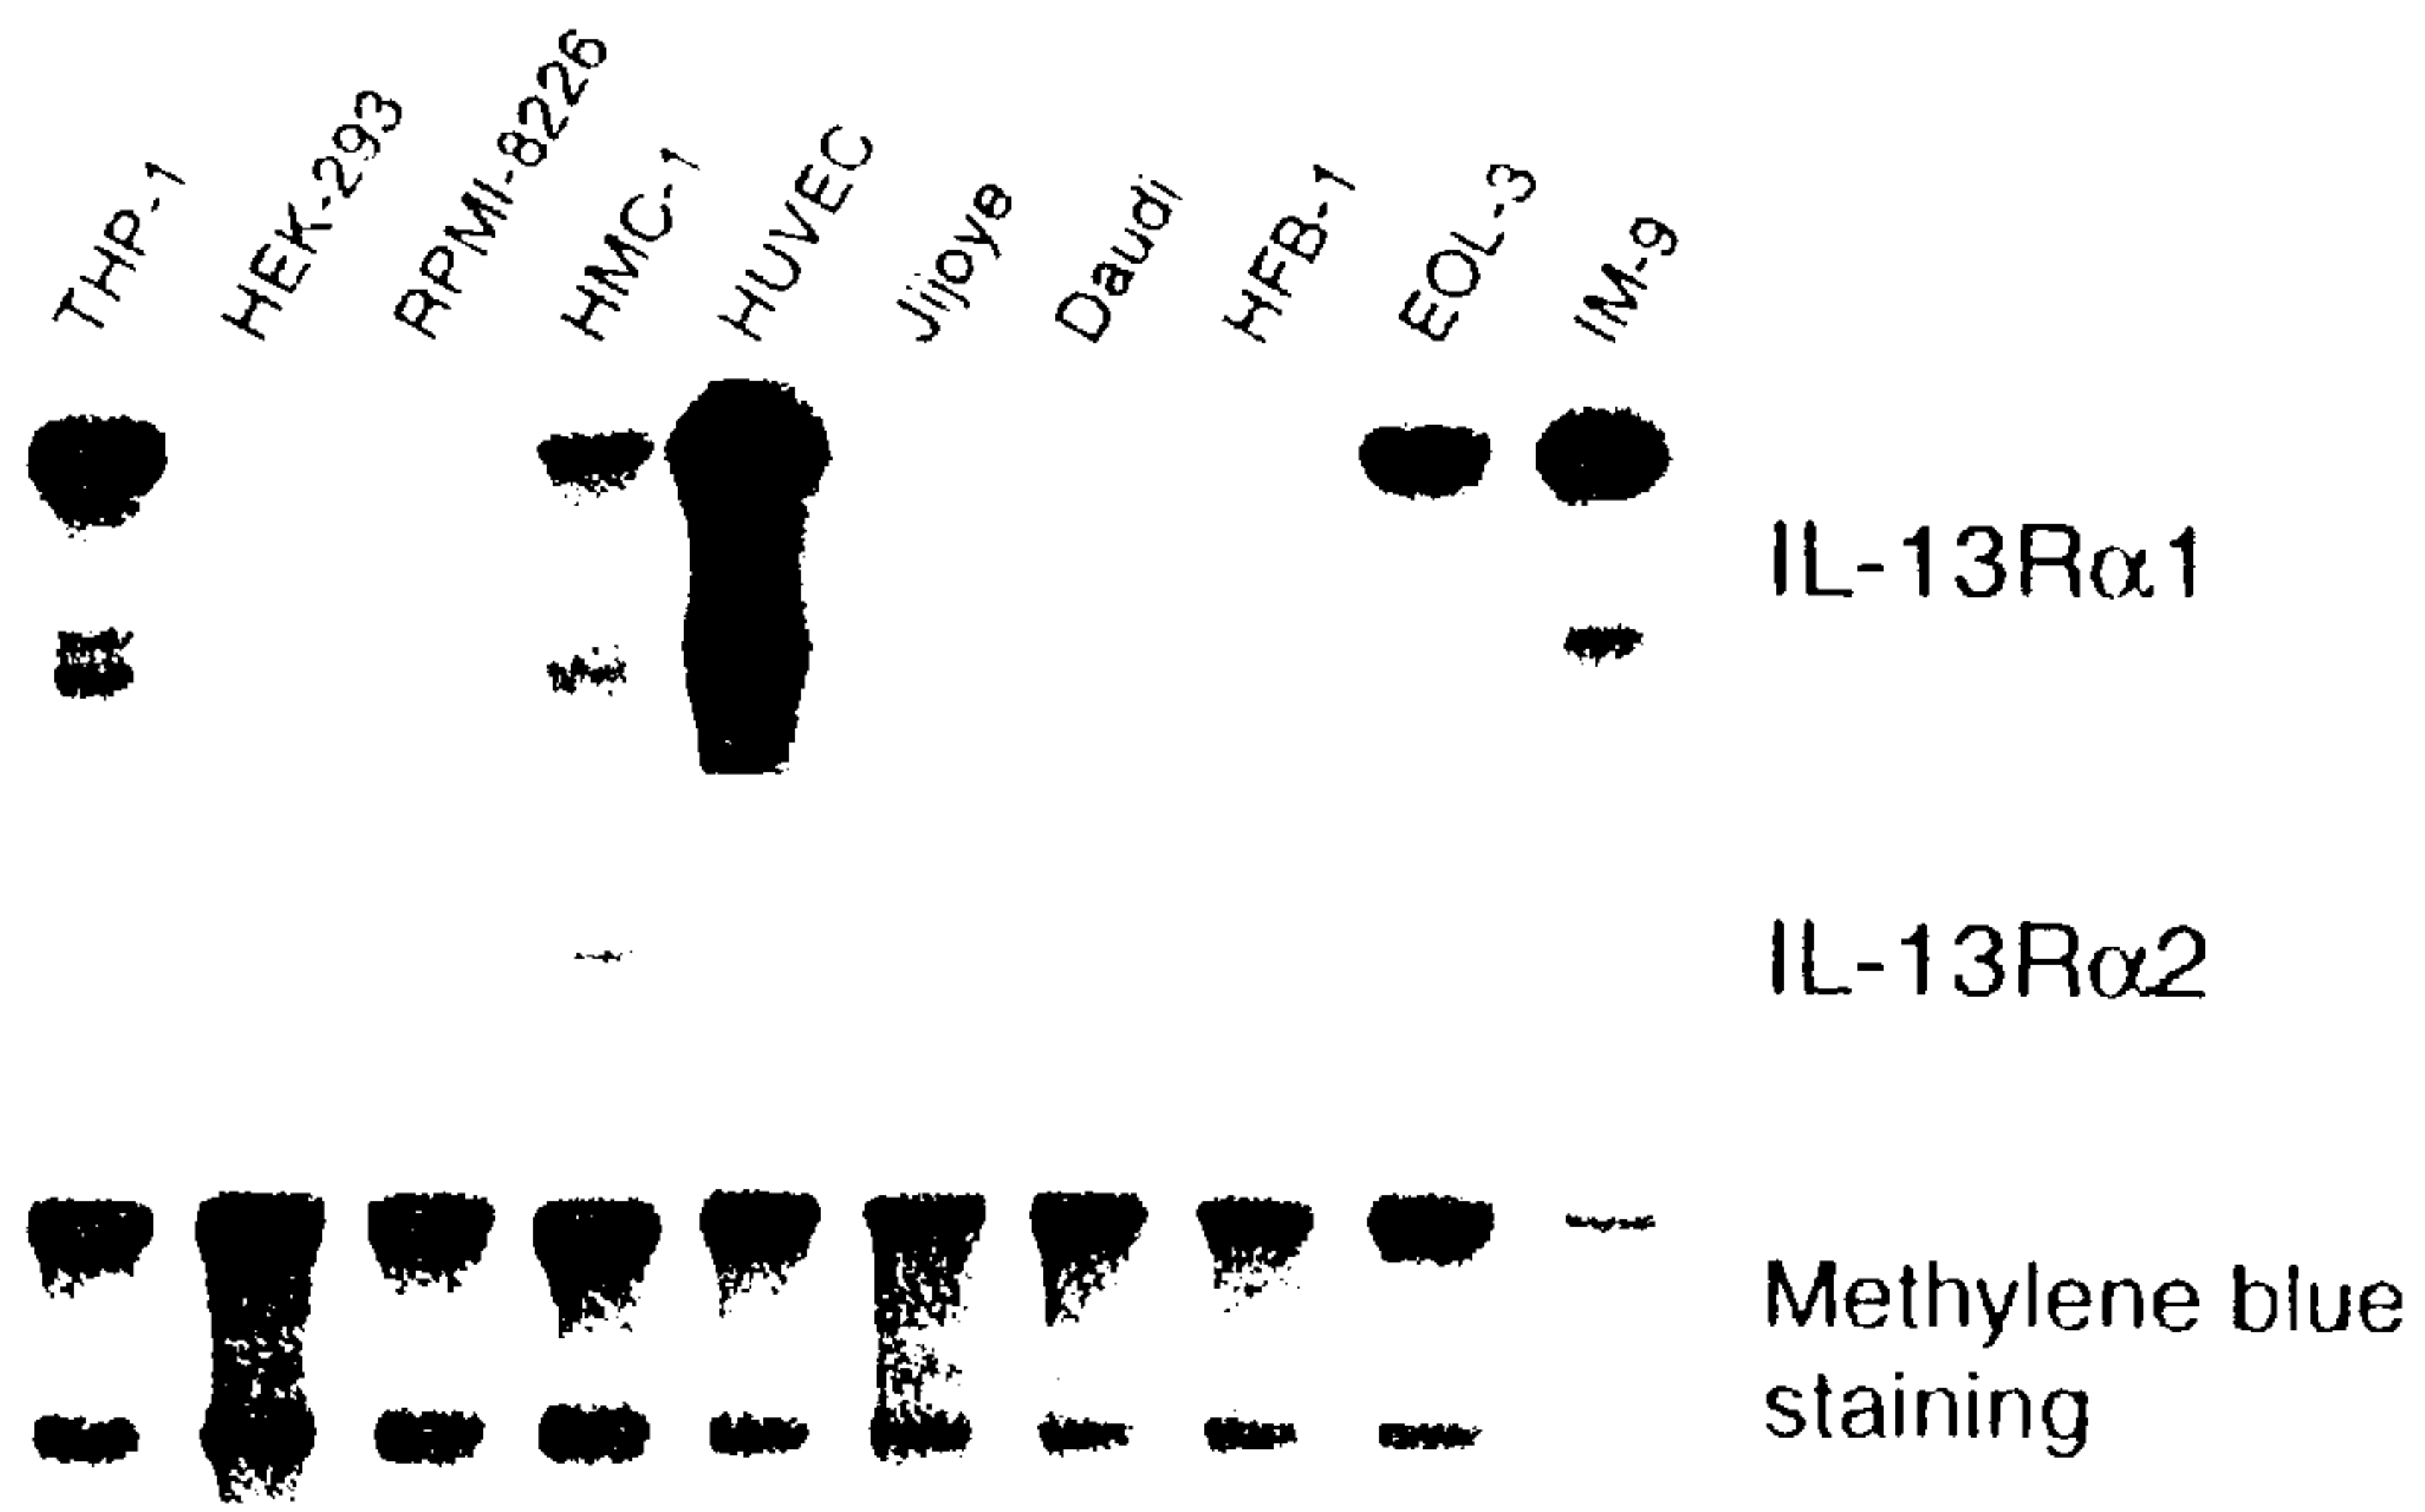 THP-1
HEK-293
RPMI-8226
HMC-1
HUVEC
Jijoye
Daudi
HFB-1
EOL-3
IM-9
IL-13Rα1
IL-13Rα2
Methylene blue
staining